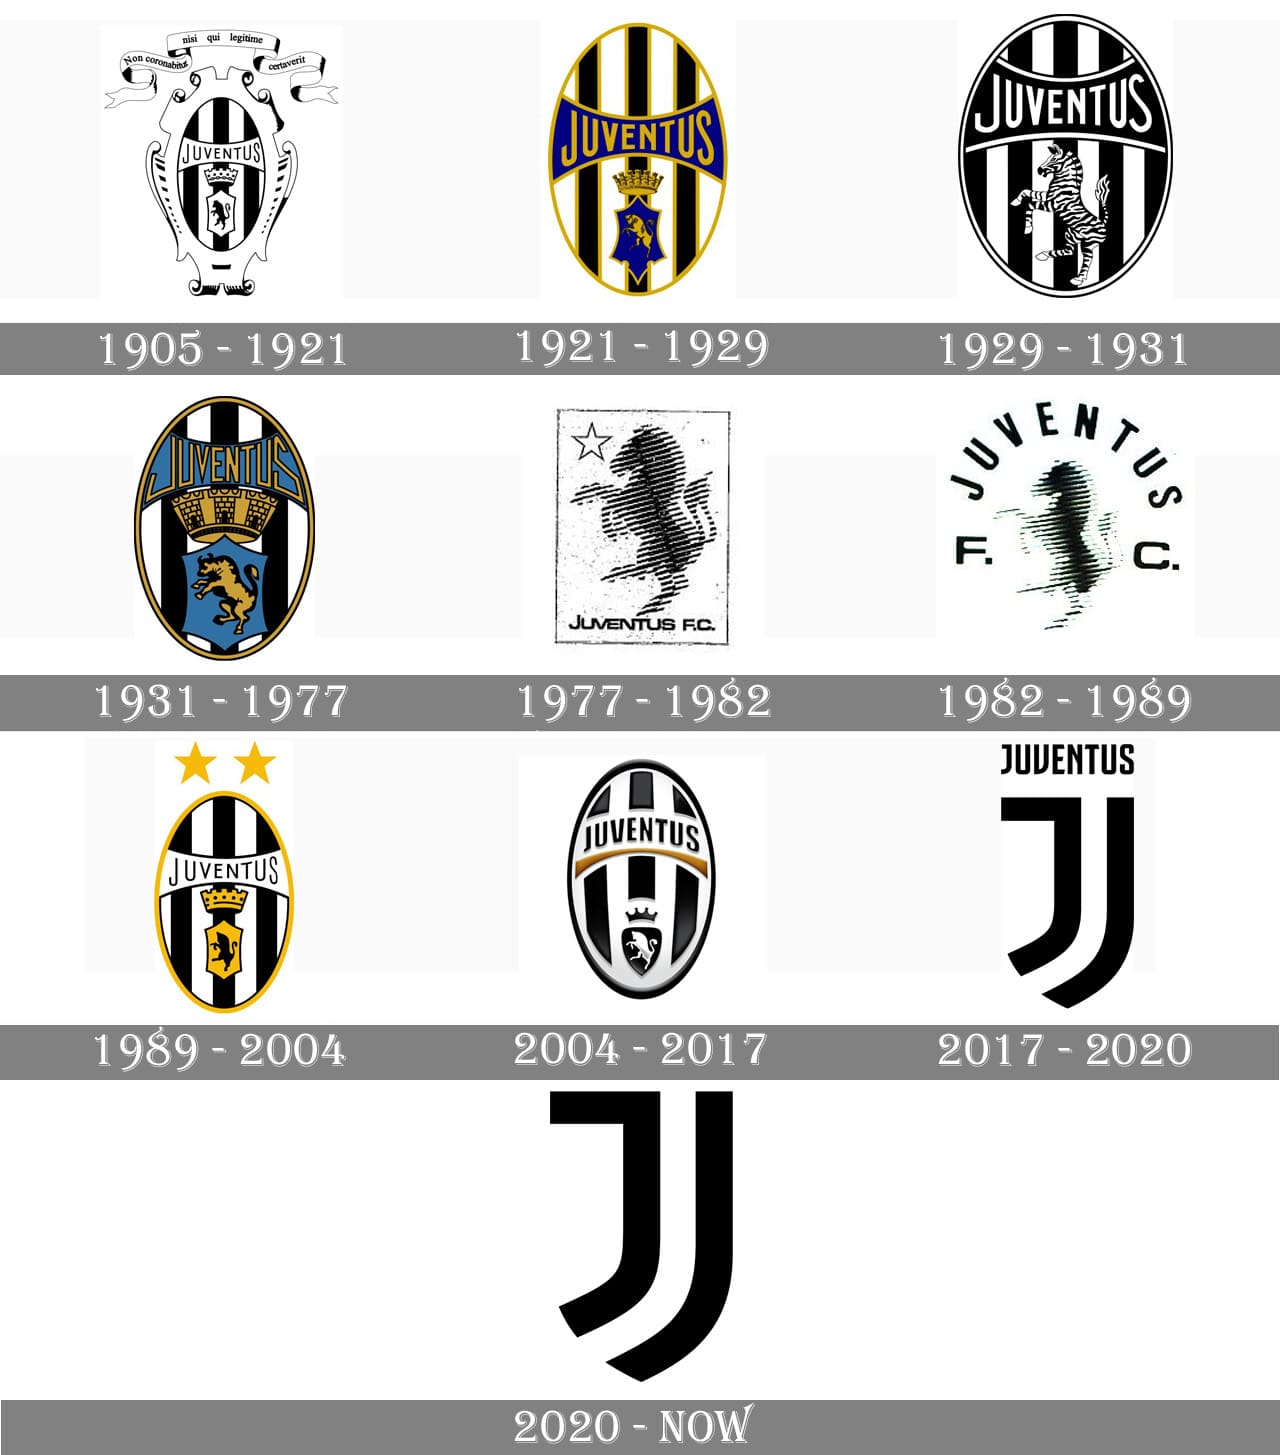 nisi qui legitime
Non coronabitur certaverit
JUVENTUS
JUVENTUS
JUVENTUS
1905 - 1921
1921 - 1929
1929 - 1931
JUVENTUS
JUVENTUS F.C.
JUVENTUS
F. C.
1931 - 1977
1977 - 1982
1982 - 1989
JUVENTUS
JUVENTUS
JUVENTUS
1989 - 2004
2004 - 2017
2017 - 2020
2020 - NOW